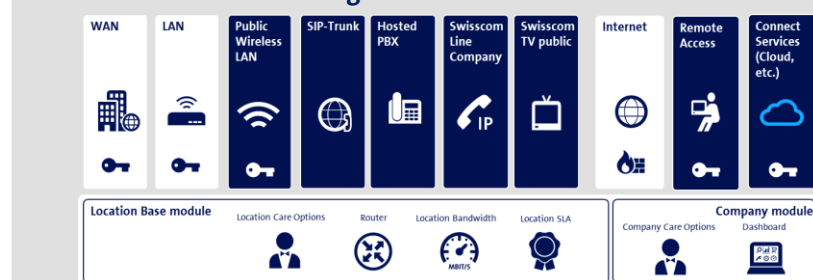 WAN
LAN
Public
Wireless
LAN
SIP-Trunk
Hosted
PBX
Swisscom
Line
Company
Swisscom
TV public
Internet
Remote
Access
Connect
Services
(Cloud,
etc.)
IP
Location Base module
Location Care Options
Router
Location Bandwidth
Location SLA
MBIT/S
Company module
Company Care Options
Dashboard